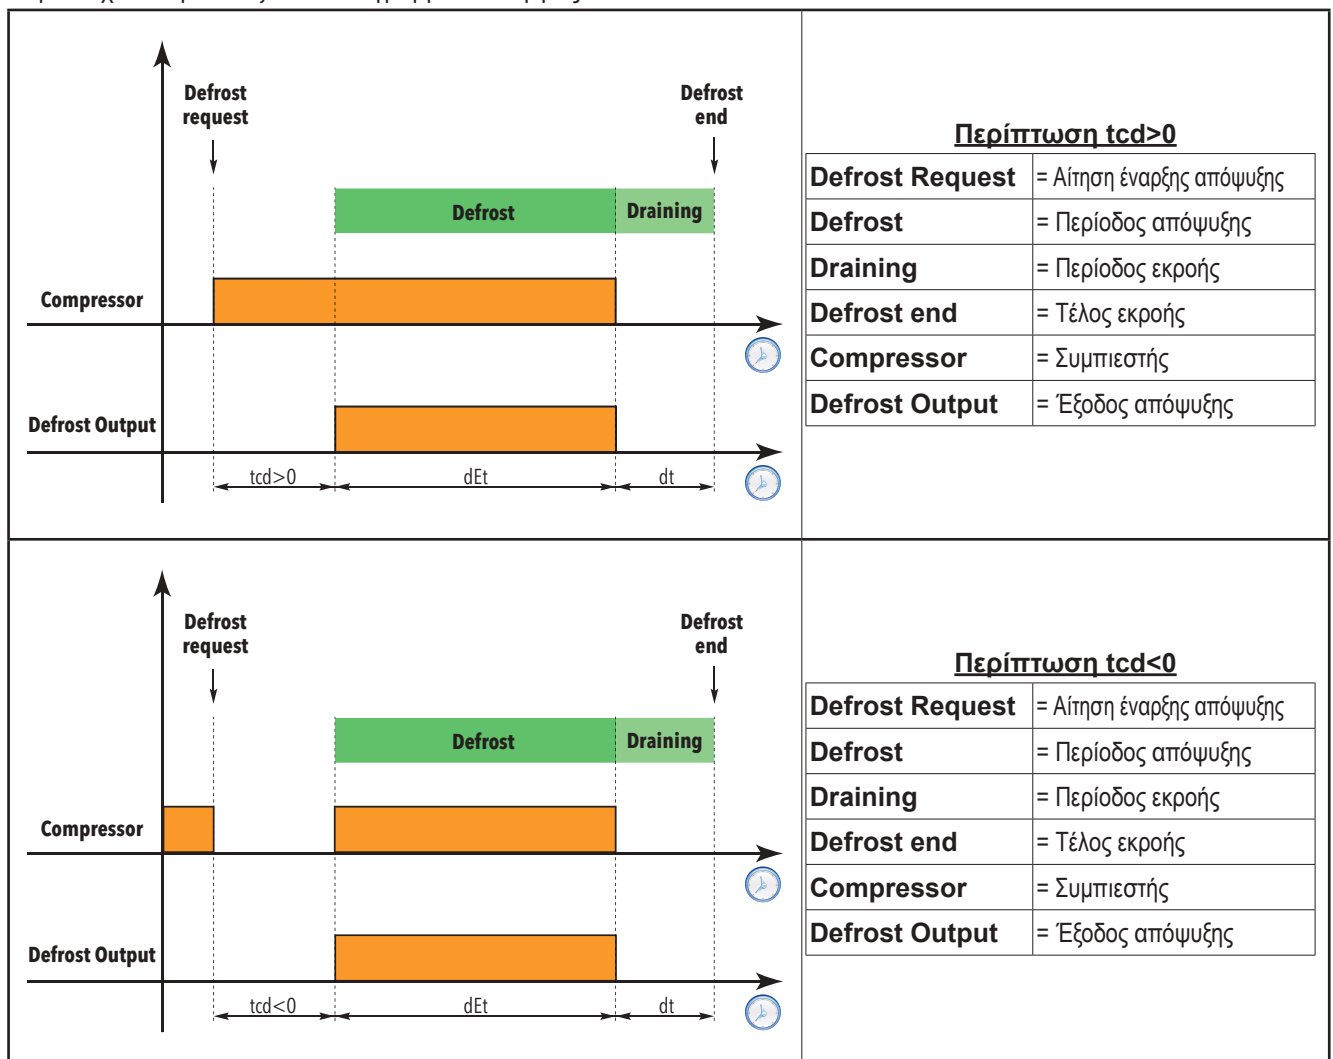 Defrost
request
Defrost
end
Defrost
Draining
Compressor
Defrost Output
tcd>0
dEt
dt
Περίπτωση tcd>0
Defrost Request = Αίτηση έναρξης απόψυξης
Defrost = Περίοδος απόψυξης
Draining = Περίοδος εκροής
Defrost end = Τέλος εκροής
Compressor = Συμπιεστής
Defrost Output = Έξοδος απόψυξης
Defrost
request
Defrost
end
Defrost
Draining
Compressor
Defrost Output
tcd<0
dEt
dt
Περίπτωση tcd<0
Defrost Request = Αίτηση έναρξης απόψυξης
Defrost = Περίοδος απόψυξης
Draining = Περίοδος εκροής
Defrost end = Τέλος εκροής
Compressor = Συμπιεστής
Defrost Output = Έξοδος απόψυξης